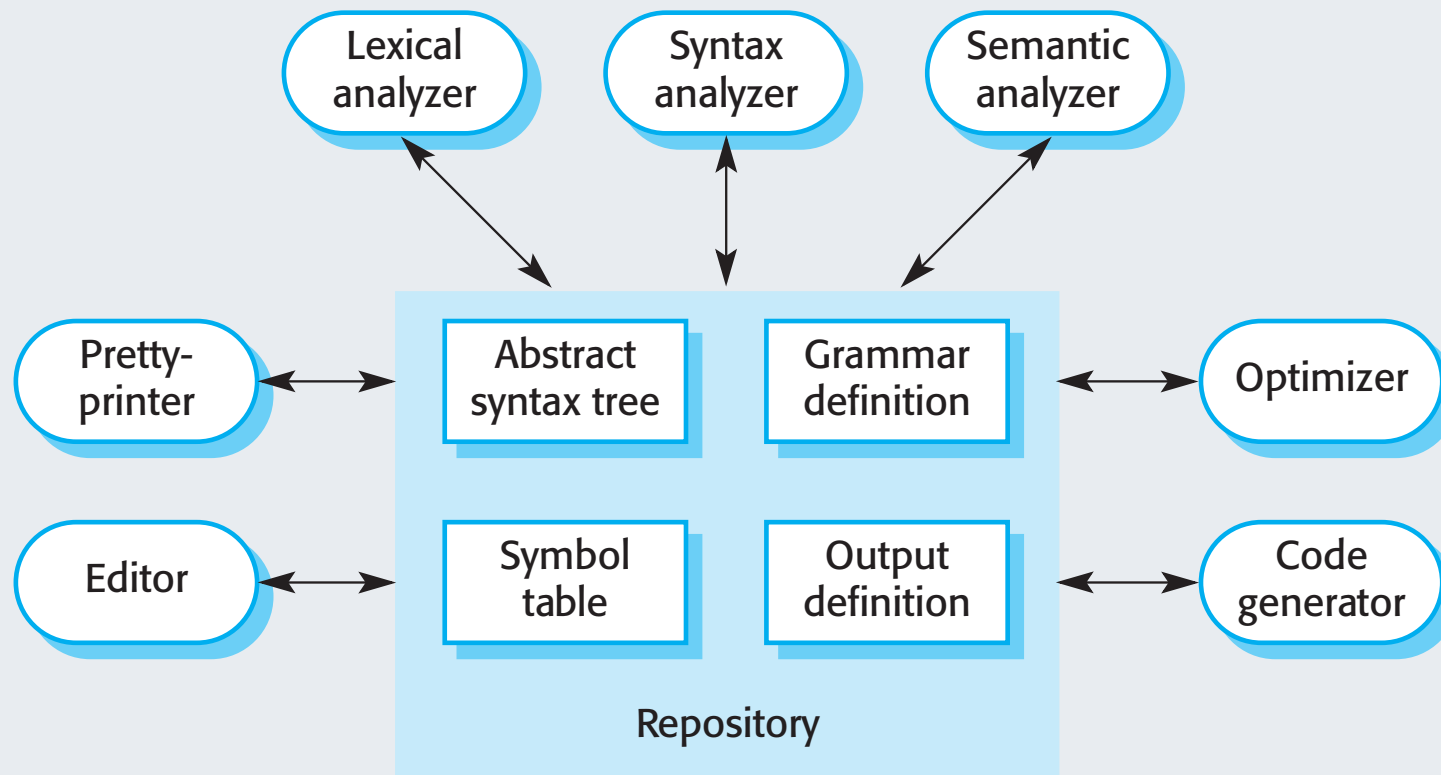 Lexical
analyzer
Syntax
analyzer
Semantic
analyzer
Pretty-
printer
Abstract
syntax tree
Grammar
definition
Optimizer
Editor
Symbol
table
Output
definition
Code
generator
Repository